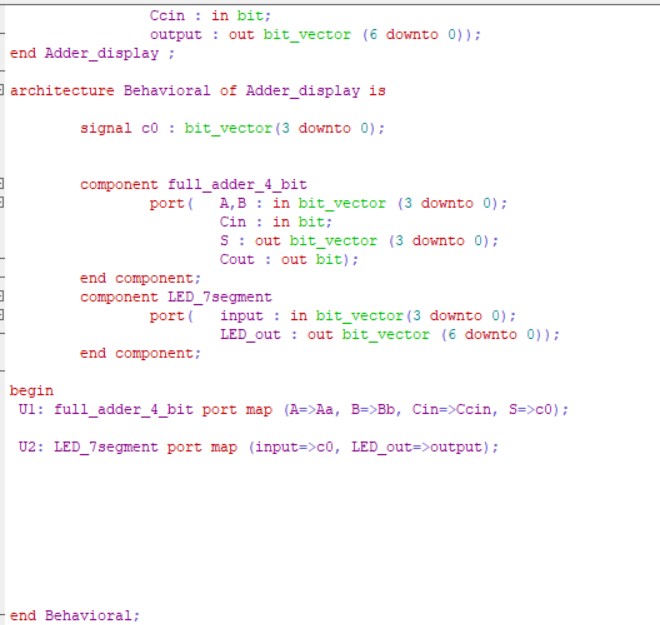 Ccin : in bit;
output : out bit_vector (6 downto 0));
end Adder_display ;
architecture Behavioral of Adder_display is
signal c0 : bit_vector(3 downto 0);
component full_adder_4_bit
port( A,B : in bit_vector (3 downto 0);
Cin : in bit;
S : out bit_vector (3 downto 0);
Cout : out bit);
end component;
component LED_7segment
port( input : in bit_vector(3 downto 0);
LED_out : out bit_vector (6 downto 0));
end component;
begin
U1: full_adder_4_bit port map (A=>Aa, B=>Bb, Cin=>Ccin, S=>c0);
U2: LED_7segment port map (input=>c0, LED_out=>output);
end Behavioral;